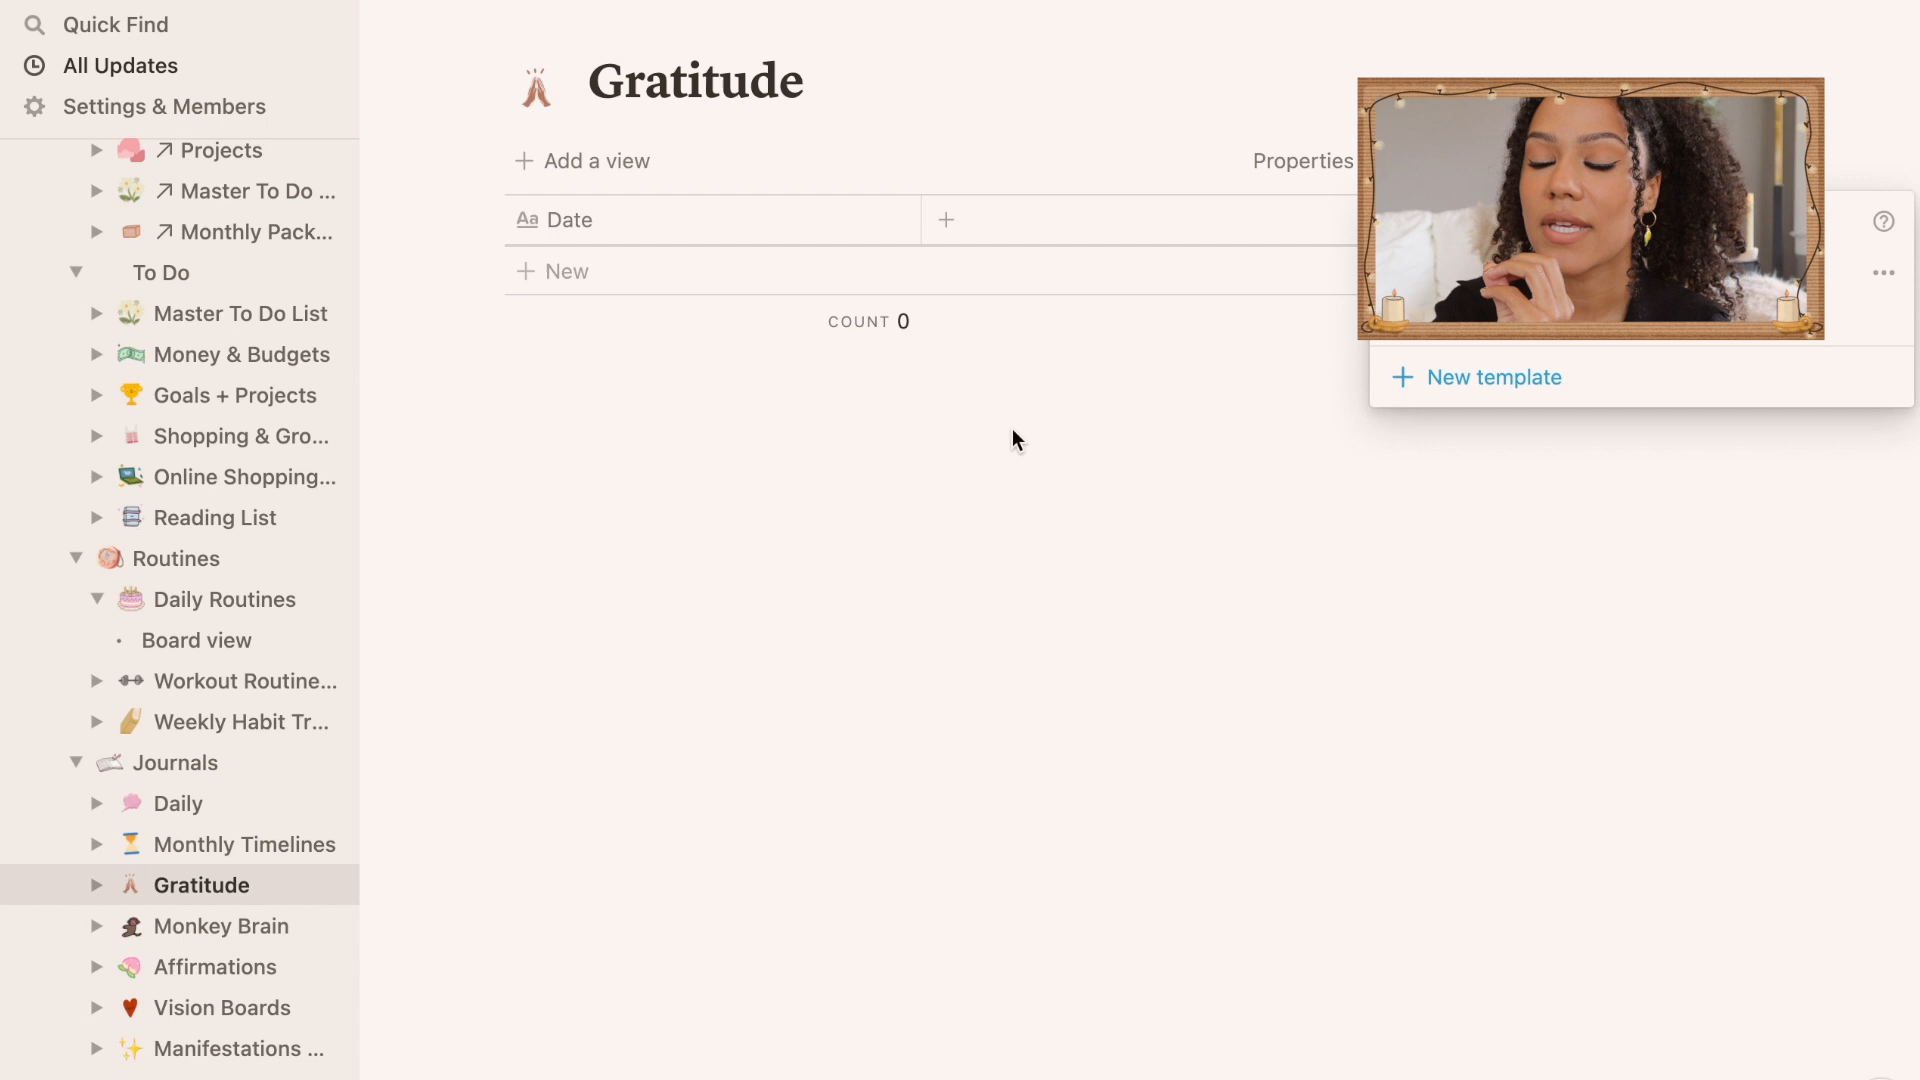 Quick Find
All Updates
Settings & Members
Projects
Master To Do ...
Monthly Pack...
To Do
Master To Do List
Money & Budgets
Goals + Projects
Shopping & Gro...
Online Shopping...
Reading List
Routines
Daily Routines
Board view
Workout Routine...
Weekly Habit Tr...
Journals
Daily
Monthly Timelines
Gratitude
Monkey Brain
Affirmations
Vision Boards
Manifestations ...
Gratitude
+ Add a view
Properties
Aa Date
+
+ New
COUNT 0
+ New template